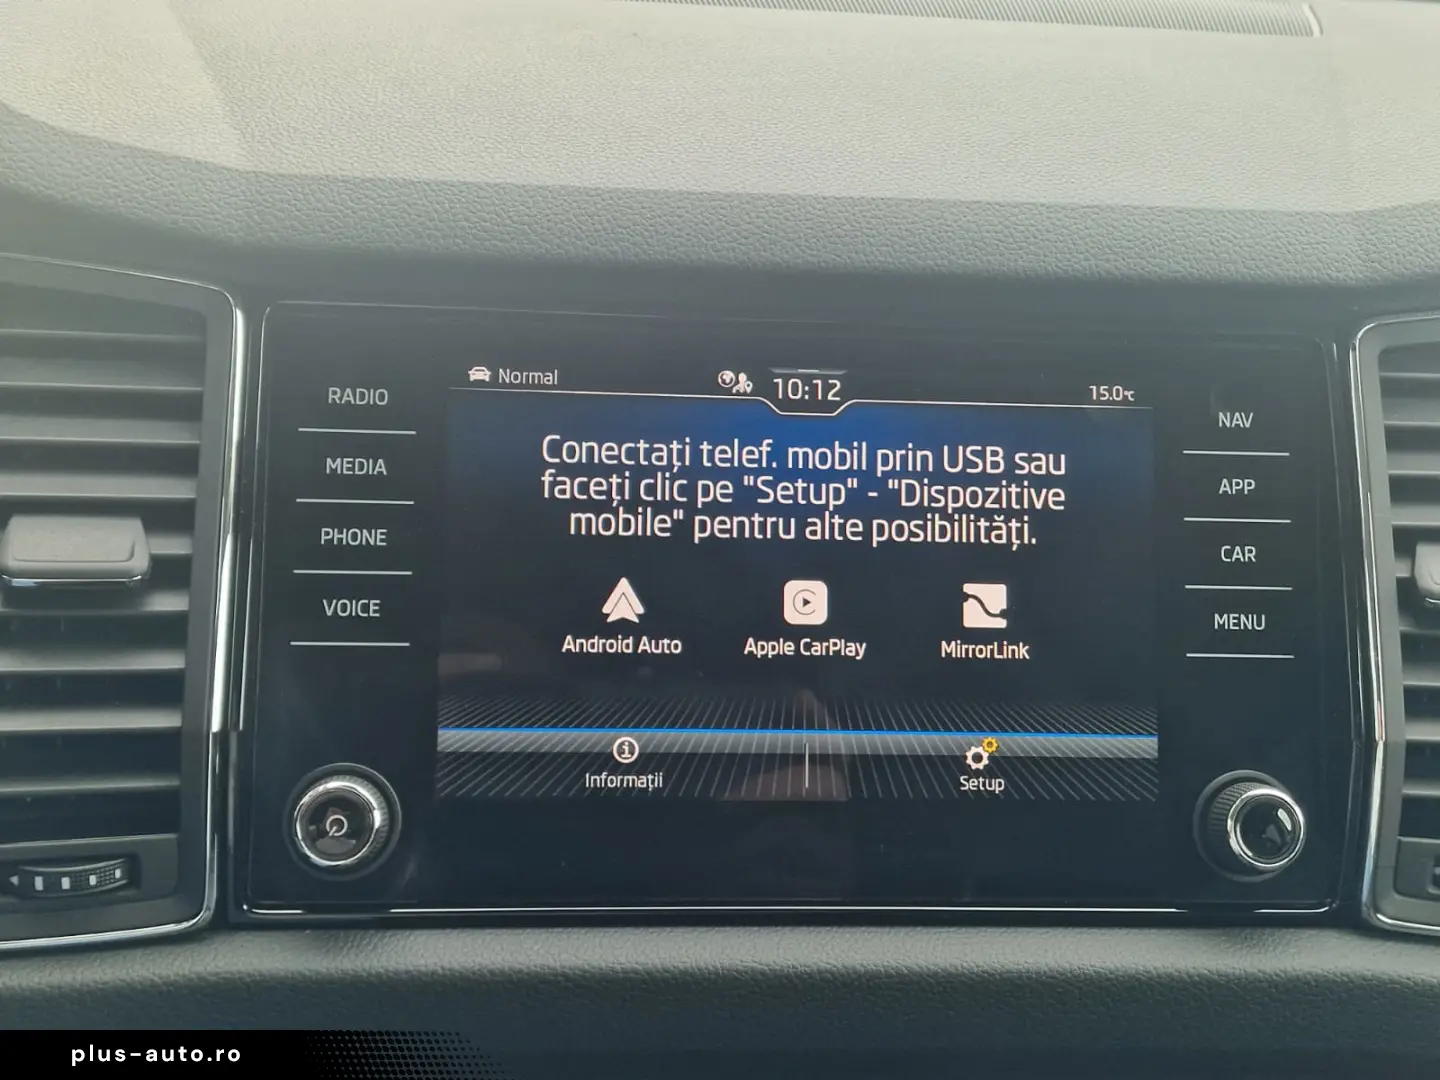 Normal
10:12
15.0°C
RADIO
MEDIA
PHONE
VOICE
Conectați telef. mobil prin USB sau
faceți clic pe "Setup" - "Dispozitive
mobile" pentru alte posibilități.
Android Auto
Apple CarPlay
MirrorLink
Informații
Setup
NAV
APP
CAR
MENU
plus-auto.ro